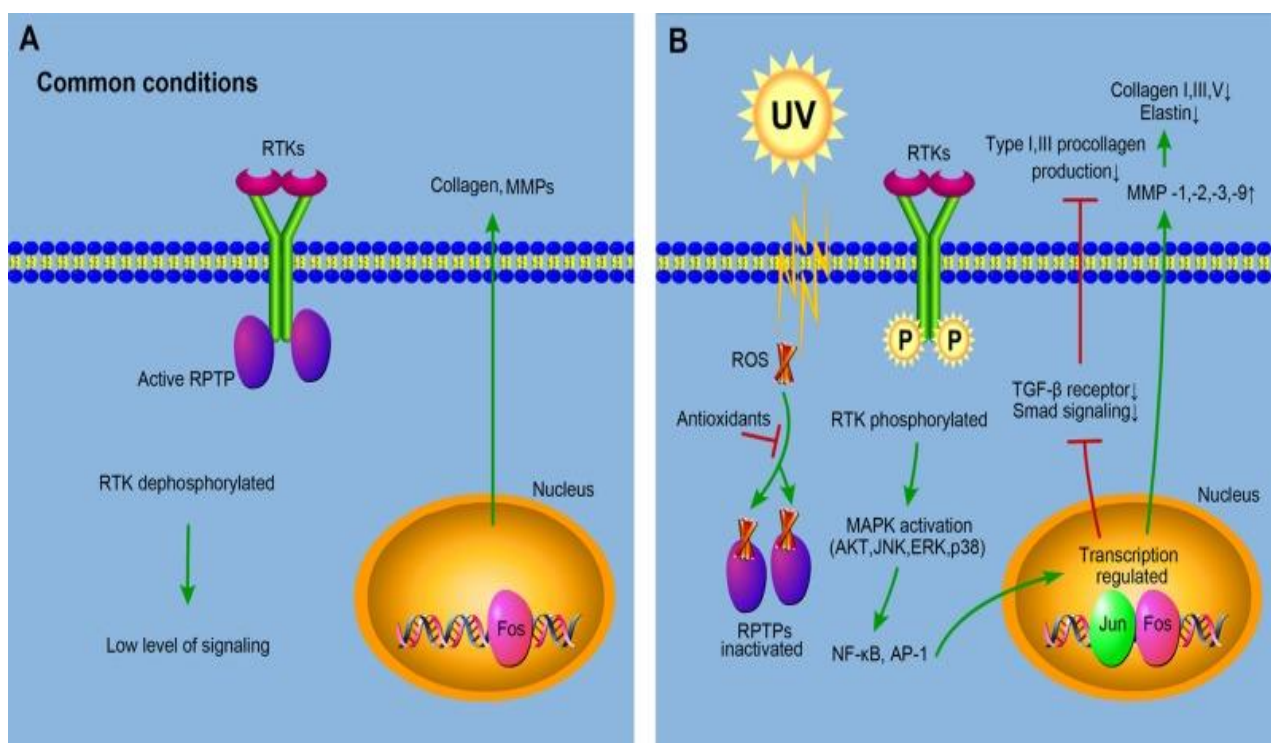 A
Common conditions
RTKs
Collagen, MMPs
Active RPTP
RTK dephosphorylated
Low level of signaling
Nucleus
Fos
B
UV
RTKs
Collagen I,III,V↓
Elastin↓
Type I,III procollagen
production↓
MMP -1,-2,-3,-9↑
P
P
ROS
Antioxidants
RTK phosphorylated
TGF-β receptor↓
Smad signaling↓
MAPK activation
(AKT,JNK,ERK,p38)
RPTPs
inactivated
NF-κB, AP-1
Nucleus
Transcription
regulated
Jun
Fos